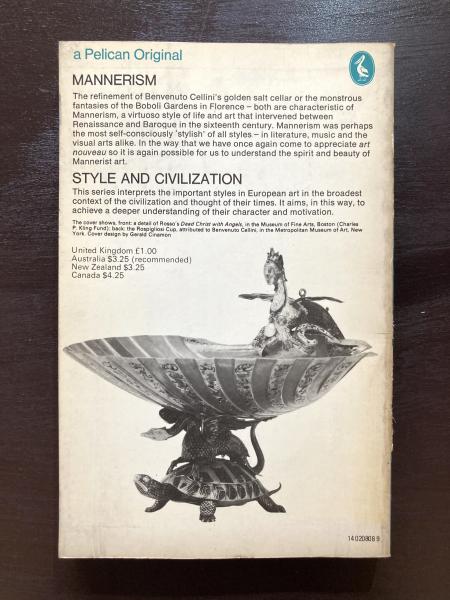 a Pelican Original
MANNERISM
The refinement of Benvenuto Cellini's golden salt cellar or the monstrous
fantasies of the Boboli Gardens in Florence – both are characteristic of
Mannerism, a virtuoso style of life and art that intervened between
Renaissance and Baroque in the sixteenth century. Mannerism was perhaps
the most self-consciously 'stylish' of all styles – in literature, music and the
visual arts alike. In the way that we have once again come to appreciate art
nouveau so it is again possible for us to understand the spirit and beauty of
Mannerist art.
STYLE AND CIVILIZATION
This series interprets the important styles in European art in the broadest
context of the civilization and thought of their times. It aims, in this way, to
achieve a deeper understanding of their character and motivation.
The cover shows, front: a detail of Rosso's Dead Christ with Angels, in the Museum of Fine Arts, Boston (Charles
P. Kling Fund); back: the Rospigliosi Cup, attributed to Benvenuto Cellini, in the Metropolitan Museum of Art, New
York. Cover design by Gerald Cinamon
United Kingdom £1.00
Australia $3.25 (recommended)
New Zealand $3.25
Canada $4.25
14 020808 9